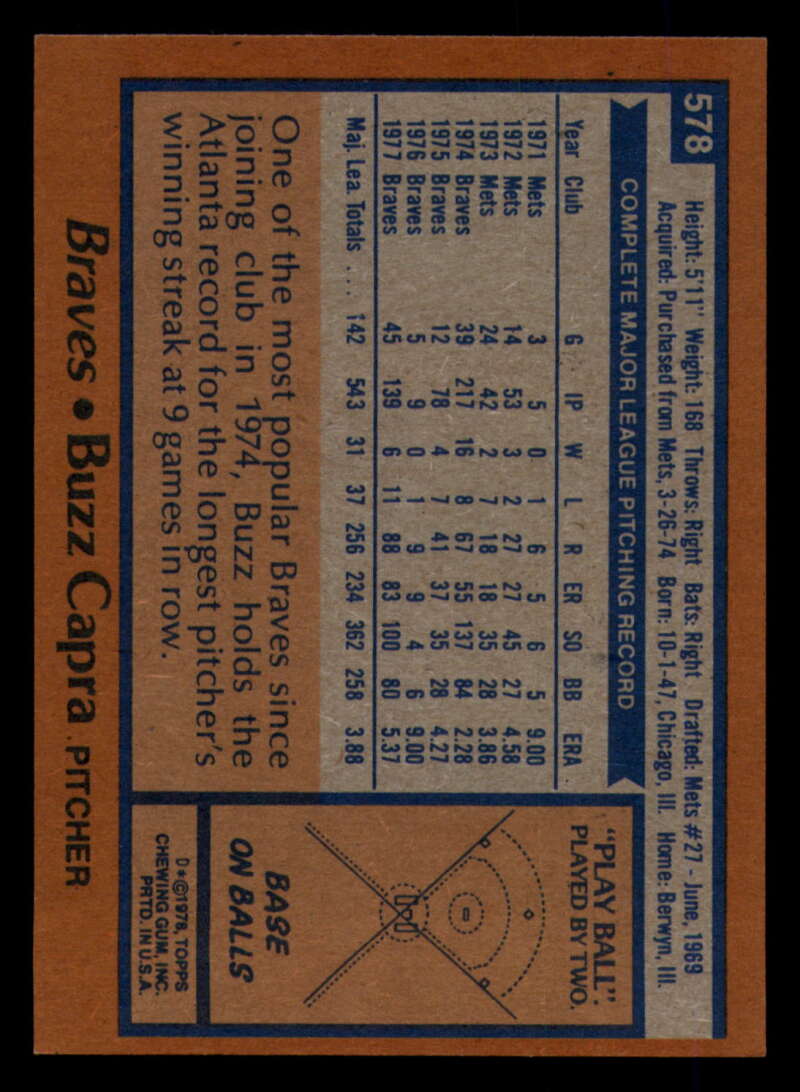 578
Height: 5'11" Weight: 168 Throws: Right Bats: Right Drafted: Mets #27 - June, 1969
Acquired: Purchased from Mets, 3-26-74 Born: 10-1-47, Chicago, Ill. Home: Berwyn, Ill.
COMPLETE MAJOR LEAGUE PITCHING RECORD
Year Club G IP W L R ER SO BB ERA
1971 Mets 3 5 0 1 6 5 6 5 9.00
1972 Mets 14 53 3 2 27 27 45 27 4.58
1973 Mets 24 42 2 7 18 18 35 28 3.86
1974 Braves 39 217 16 8 67 55 137 84 2.28
1975 Braves 12 78 4 7 41 37 35 28 4.27
1976 Braves 5 9 0 1 9 9 4 6 9.00
1977 Braves 45 139 6 11 88 83 100 80 5.37
Maj. Lea. Totals .... 142 543 31 37 256 234 362 258 3.88
One of the most popular Braves since
joining club in 1974, Buzz holds the
Atlanta record for the longest pitcher's
winning streak at 9 games in row.
"PLAY BALL".
PLAYED BY TWO.
BASE
ON BALLS
D*©1978, TOPPS
CHEWING GUM, INC.
PRTD. IN U.S.A.
Braves • Buzz Capra . PITCHER